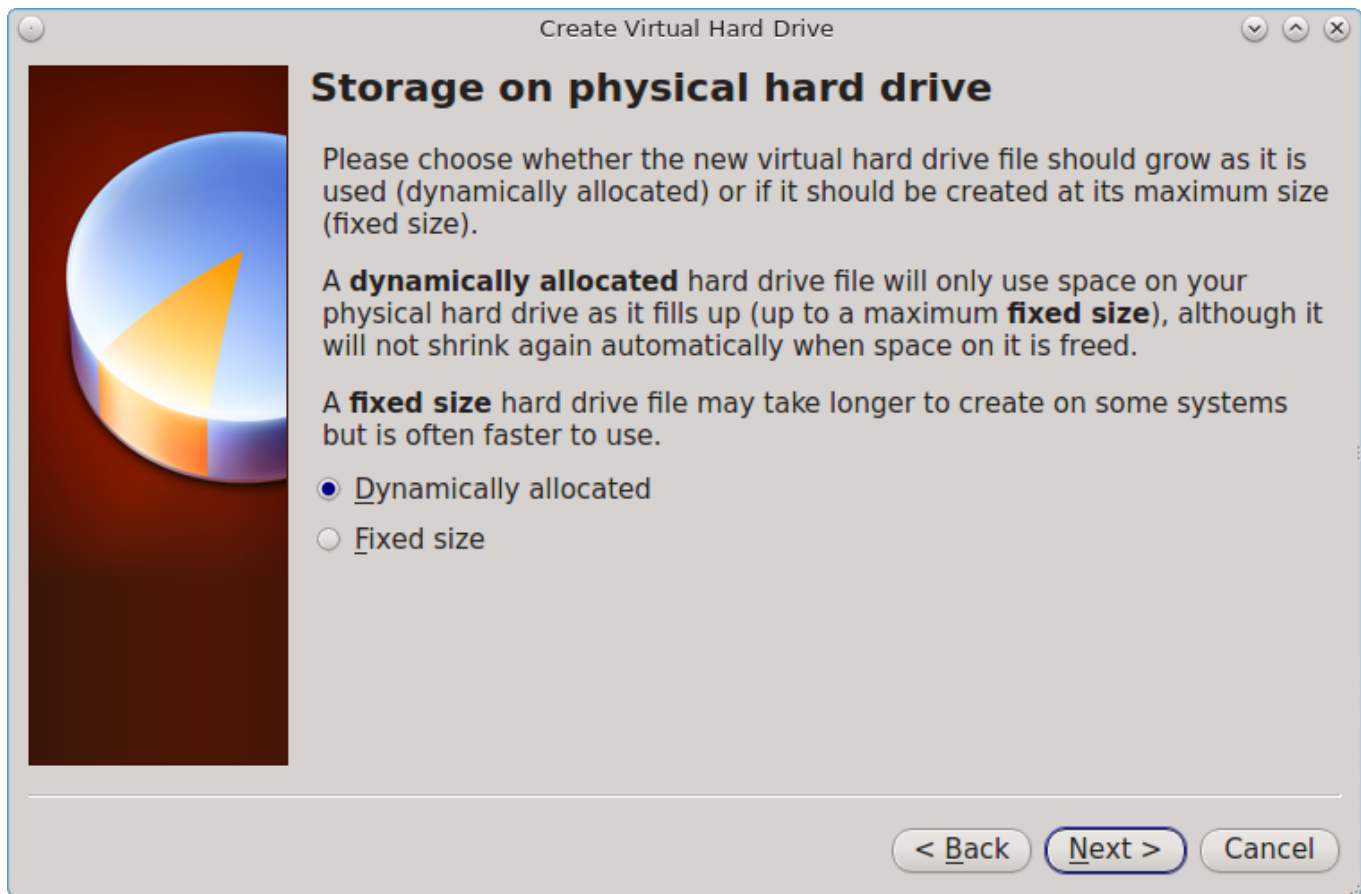 Create Virtual Hard Drive
Storage on physical hard drive
Please choose whether the new virtual hard drive file should grow as it is
used (dynamically allocated) or if it should be created at its maximum size
(fixed size).
A dynamically allocated hard drive file will only use space on your
physical hard drive as it fills up (up to a maximum fixed size), although it
will not shrink again automatically when space on it is freed.
A fixed size hard drive file may take longer to create on some systems
but is often faster to use.
Dynamically allocated
Fixed size
< Back Next > Cancel